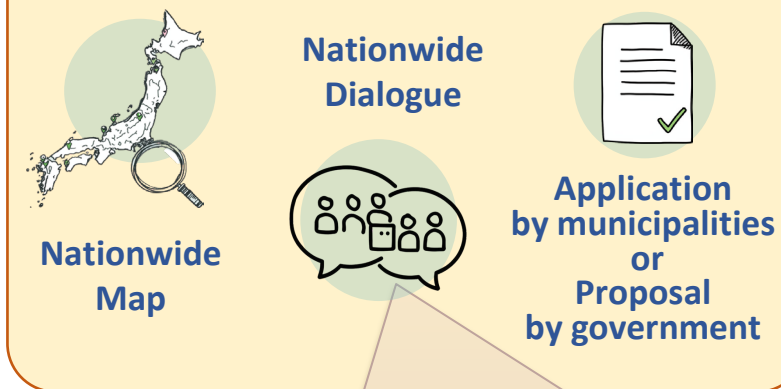 Nationwide
Map
Nationwide
Dialogue
Application
by municipalities
or
Proposal
by government